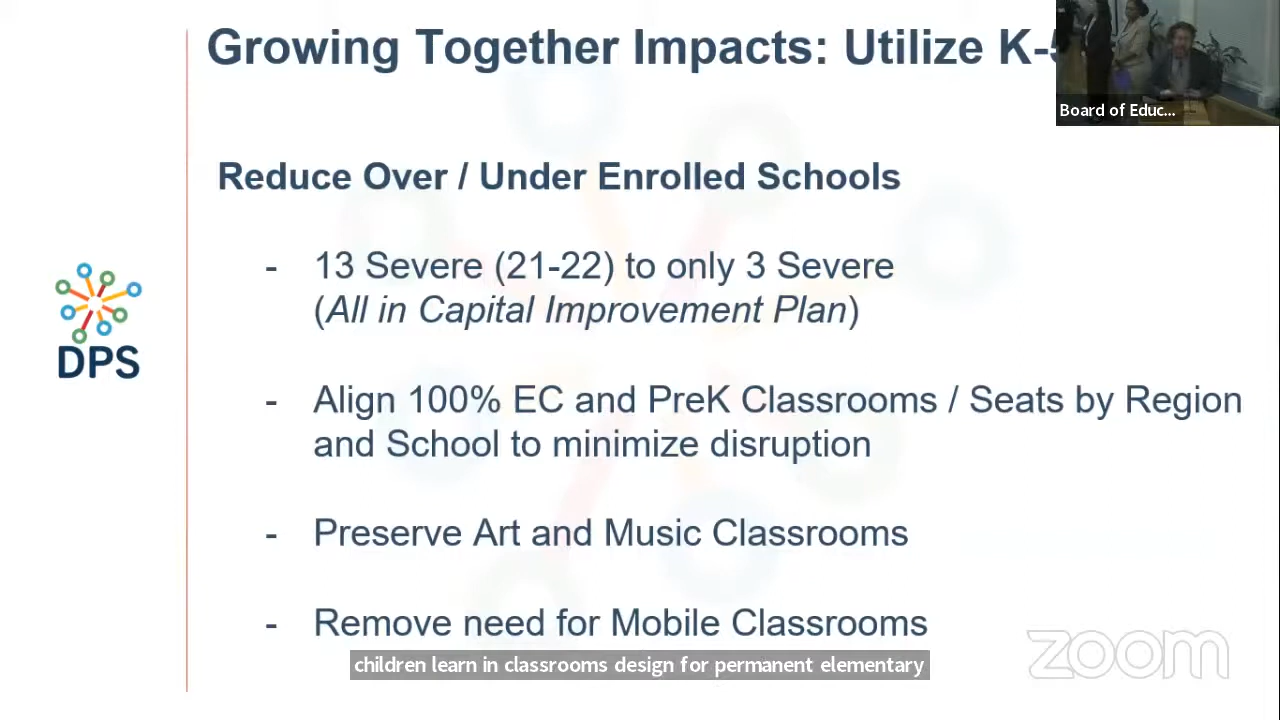 Growing Together Impacts: Utilize K-5
Board of Educ...
Reduce Over / Under Enrolled Schools
- 13 Severe (21-22) to only 3 Severe
(All in Capital Improvement Plan)
DPS
- Align 100% EC and PreK Classrooms / Seats by Region
and School to minimize disruption
- Preserve Art and Music Classrooms
- Remove need for Mobile Classrooms
children learn in classrooms design for permanent elementary
zoom